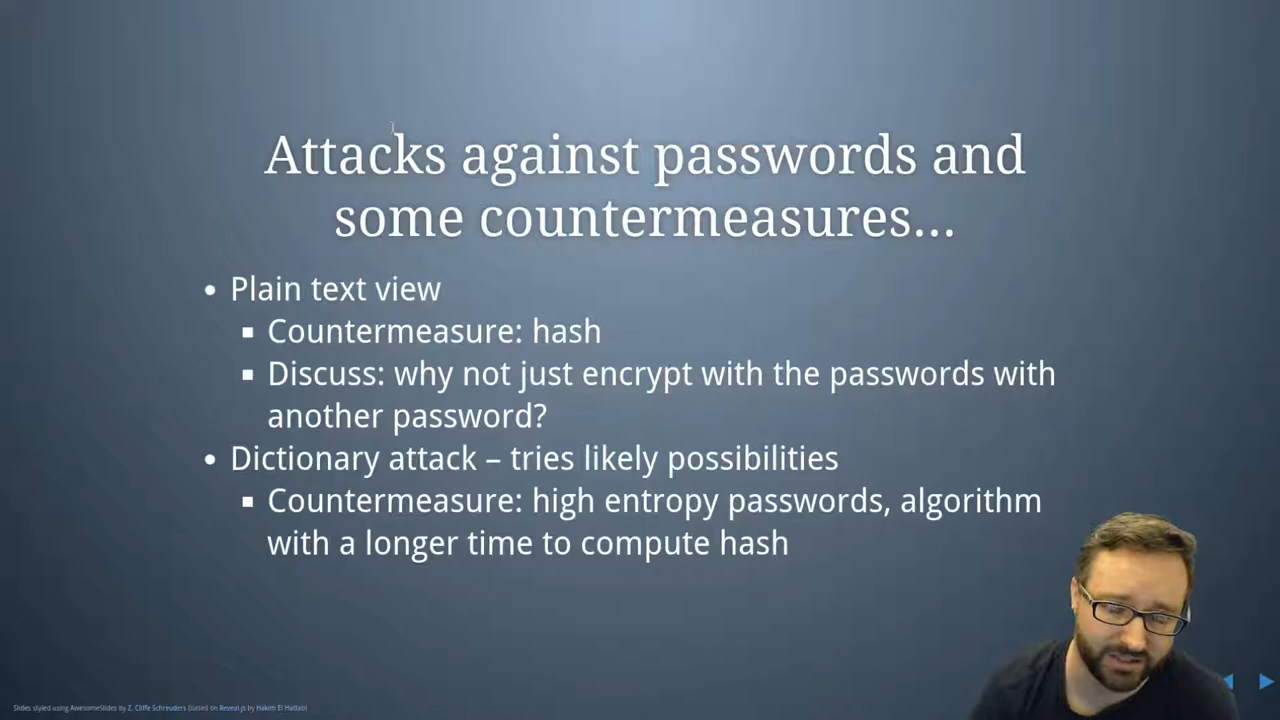 Attacks against passwords and
some countermeasures...
• Plain text view
▪ Countermeasure: hash
▪ Discuss: why not just encrypt with the passwords with
another password?
• Dictionary attack – tries likely possibilities
▪ Countermeasure: high entropy passwords, algorithm
with a longer time to compute hash
Slides styled using AwesomeSlides by Z. Cliffe Schreuders (based on Reveal.js by Hakim El Hattab)